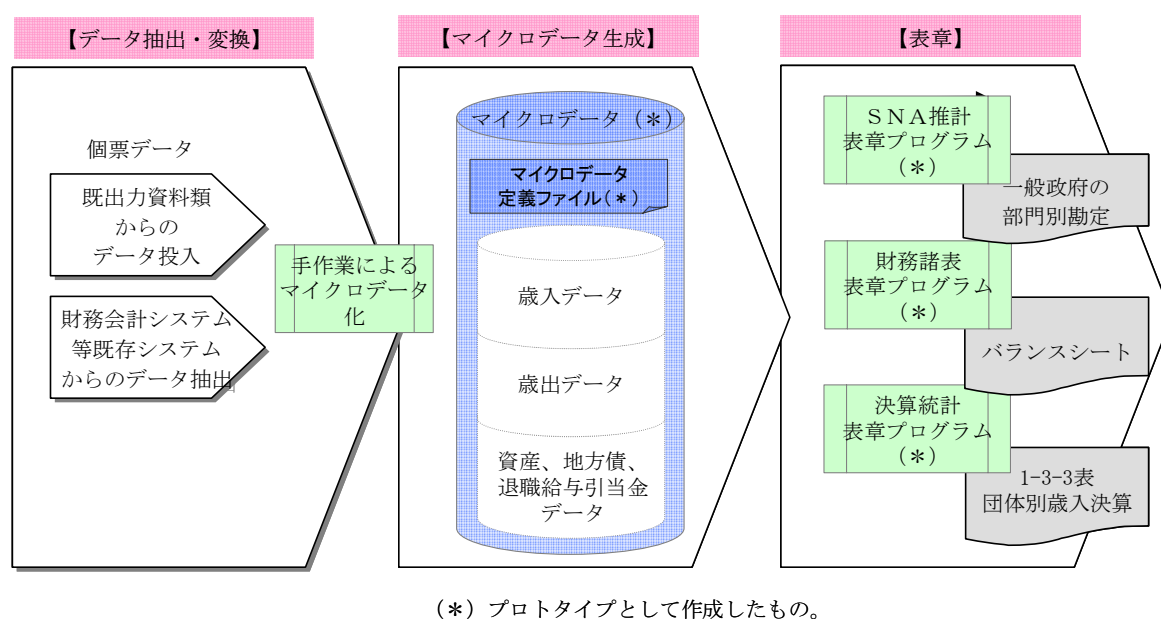 【データ抽出・変換】
個票データ
既出力資料類
からの
データ投入
財務会計システム
等既存システム
からのデータ抽出
手作業による
マイクロデータ
化
【マイクロデータ生成】
マイクロデータ(*)
マイクロデータ
定義ファイル(*)
歳入データ
歳出データ
資産、地方債、
退職給与引当金
データ
【表章】
SNA推計
表章プログラム
(*)
一般政府の
部門別勘定
財務諸表
表章プログラム
(*)
バランスシート
決算統計
表章プログラム
(*)
1-3-3表
団体別歳入決算
(*)プロトタイプとして作成したもの。